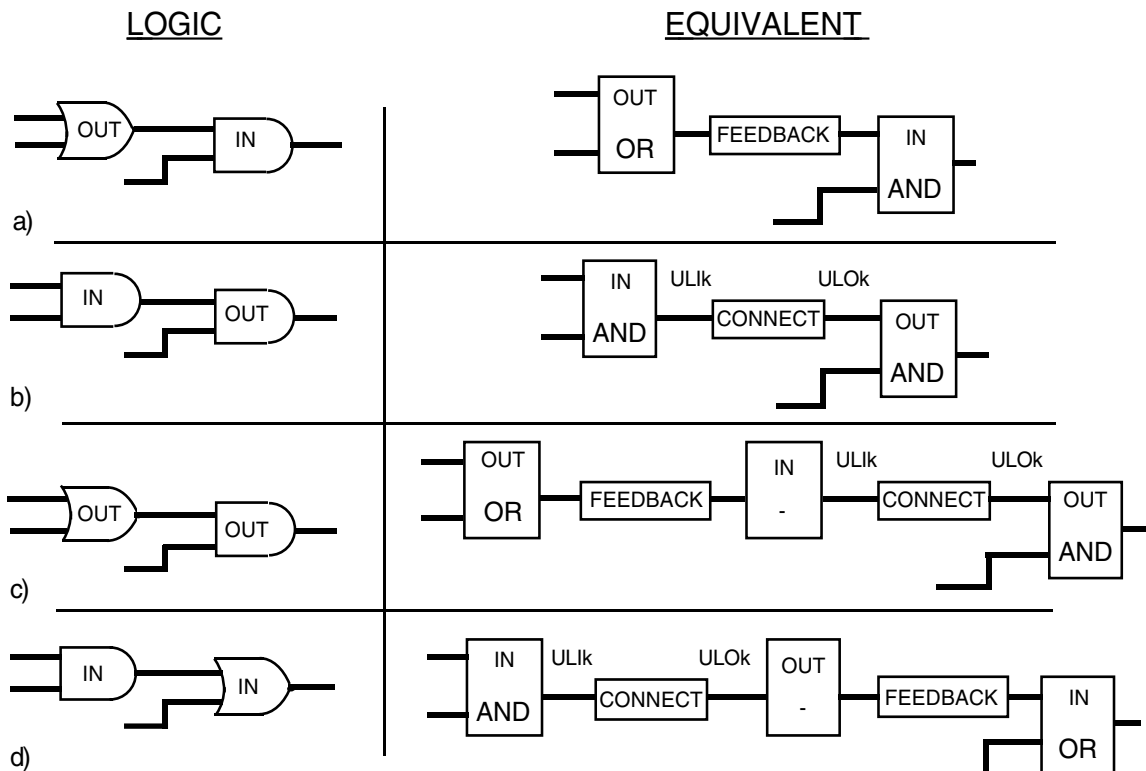 LOGIC
EQUIVALENT
OUT
IN
OUT
OR
FEEDBACK
IN
AND
a)
IN
OUT
IN
AND
ULIk
CONNECT
ULOk
OUT
AND
b)
OUT
OUT
OUT
OR
FEEDBACK
IN
-
ULIk
CONNECT
ULOk
OUT
AND
c)
IN
IN
IN
AND
ULIk
CONNECT
ULOk
OUT
-
FEEDBACK
IN
OR
d)